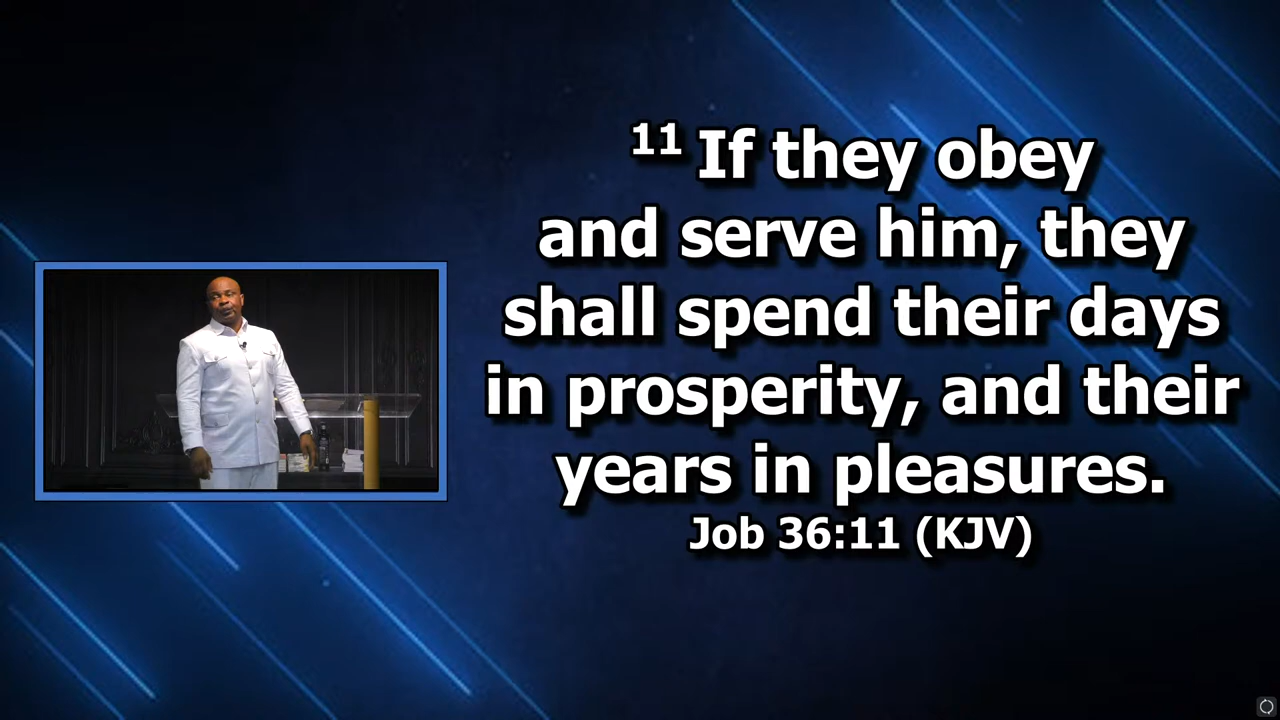 11 If they obey
and serve him, they
shall spend their days
in prosperity, and their
years in pleasures.
Job 36:11 (KJV)